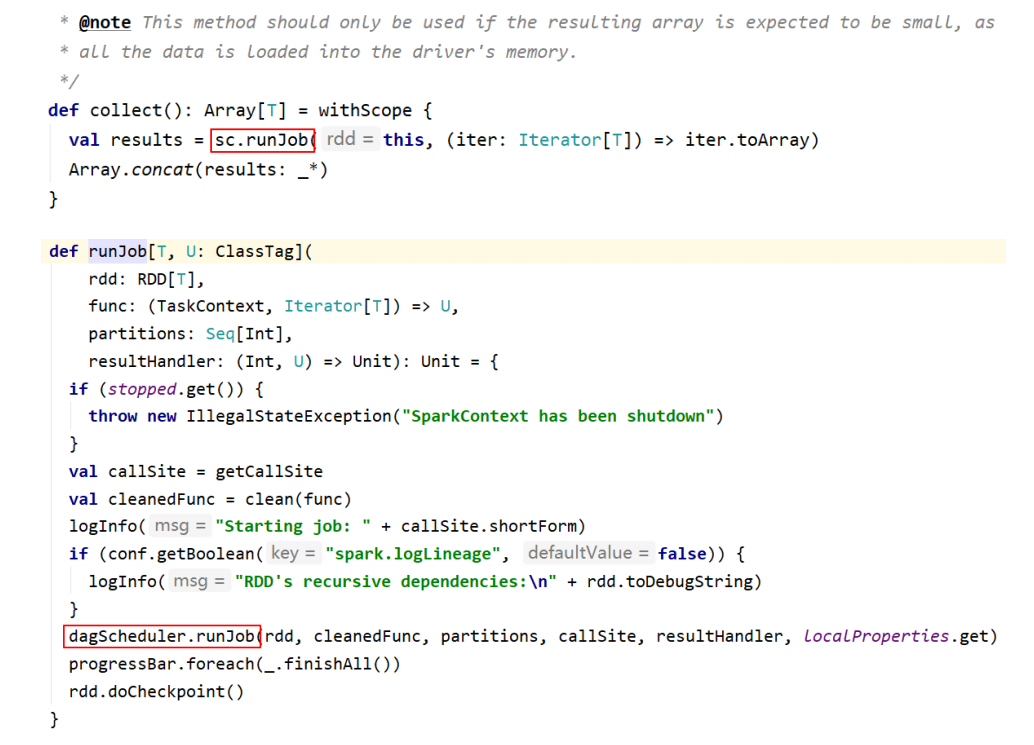 * @note This method should only be used if the resulting array is expected to be small, as
* all the data is loaded into the driver's memory.
*/
def collect(): Array[T] = withScope {
val results = sc.runJob( rdd = this, (iter: Iterator[T]) => iter.toArray)
Array.concat(results: _*)
}
def runJob[T, U: ClassTag](
rdd: RDD[T],
func: (TaskContext, Iterator[T]) => U,
partitions: Seq[Int],
resultHandler: (Int, U) => Unit): Unit = {
if (stopped.get()) {
throw new IllegalStateException("SparkContext has been shutdown")
}
val callSite = getCallSite
val cleanedFunc = clean(func)
logInfo( msg = "Starting job: " + callSite.shortForm)
if (conf.getBoolean( key = "spark.logLineage", defaultValue = false)) {
logInfo( msg = "RDD's recursive dependencies:\n" + rdd.toDebugString)
}
dagScheduler.runJob(rdd, cleanedFunc, partitions, callSite, resultHandler, localProperties.get)
progressBar.foreach(_.finishAll())
rdd.doCheckpoint()
}